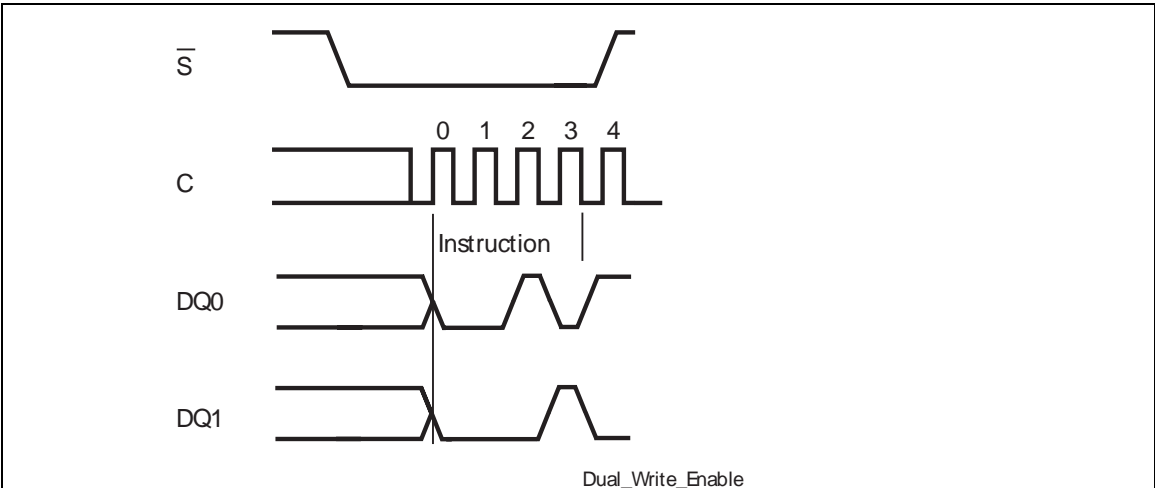 S
0 1 2 3 4
C
Instruction
DQ0
DQ1
Dual_Write_Enable